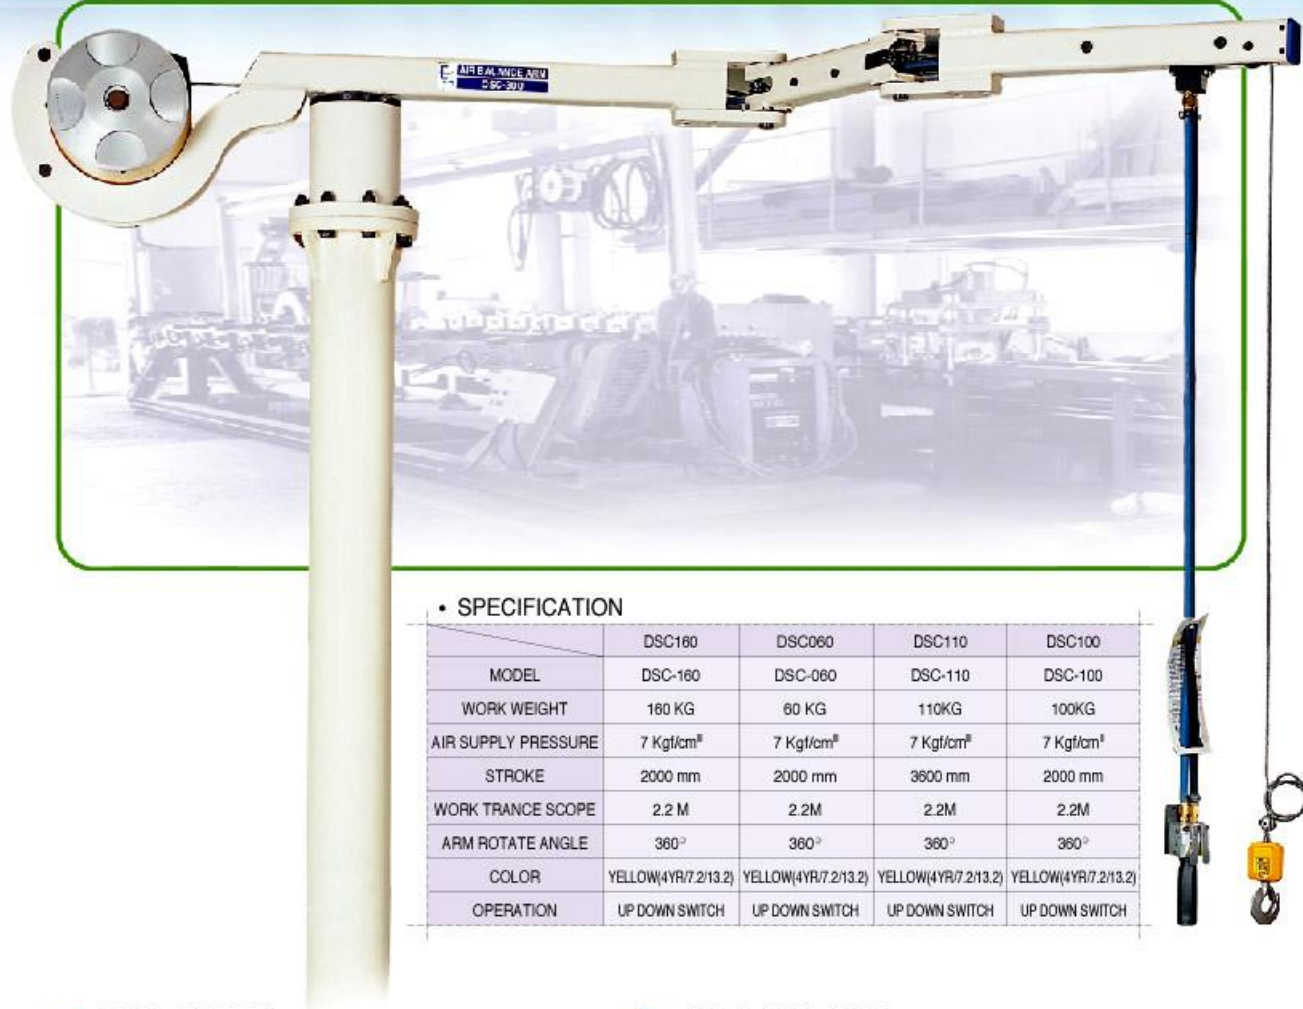 AIR BALANCE ARM
DSC-300
• SPECIFICATION
DSC160 DSC060 DSC110 DSC100
MODEL DSC-160 DSC-060 DSC-110 DSC-100
WORK WEIGHT 160 KG 60 KG 110KG 100KG
AIR SUPPLY PRESSURE 7 Kgf/cm² 7 Kgf/cm² 7 Kgf/cm² 7 Kgf/cm²
STROKE 2000 mm 2000 mm 3600 mm 2000 mm
WORK TRANCE SCOPE 2.2 M 2.2M 2.2M 2.2M
ARM ROTATE ANGLE 360° 360° 360° 360°
COLOR YELLOW(4YR/7.2/13.2) YELLOW(4YR/7.2/13.2) YELLOW(4YR/7.2/13.2) YELLOW(4YR/7.2/13.2)
OPERATION UP DOWN SWITCH UP DOWN SWITCH UP DOWN SWITCH UP DOWN SWITCH